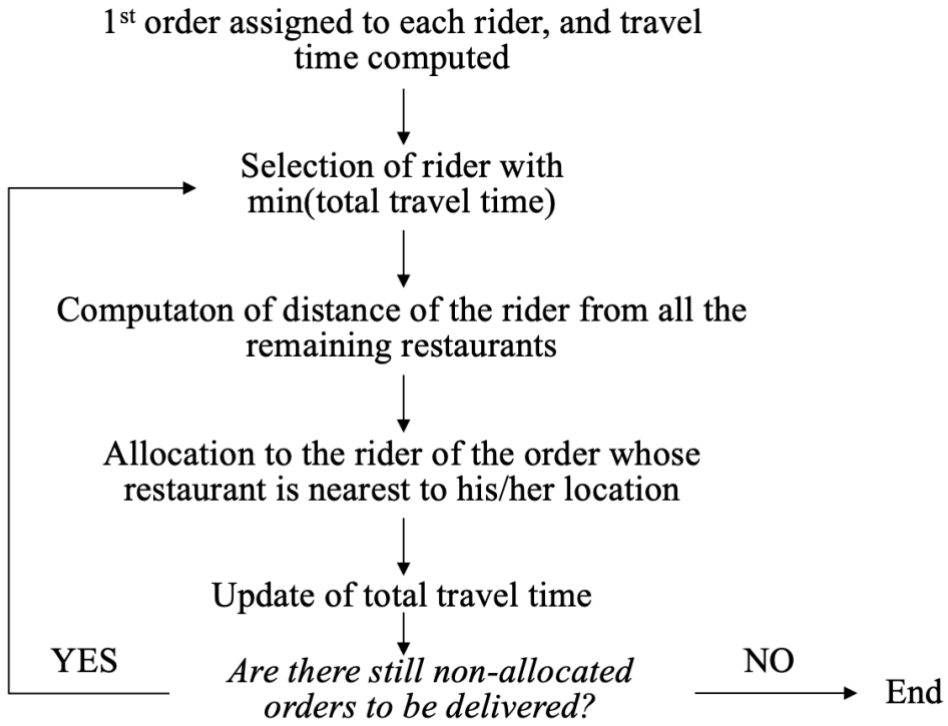 1st order assigned to each rider, and travel
time computed
Selection of rider with
min(total travel time)
Computaton of distance of the rider from all the
remaining restaurants
Allocation to the rider of the order whose
restaurant is nearest to his/her location
Update of total travel time
YES
Are there still non-allocated
orders to be delivered?
NO
End